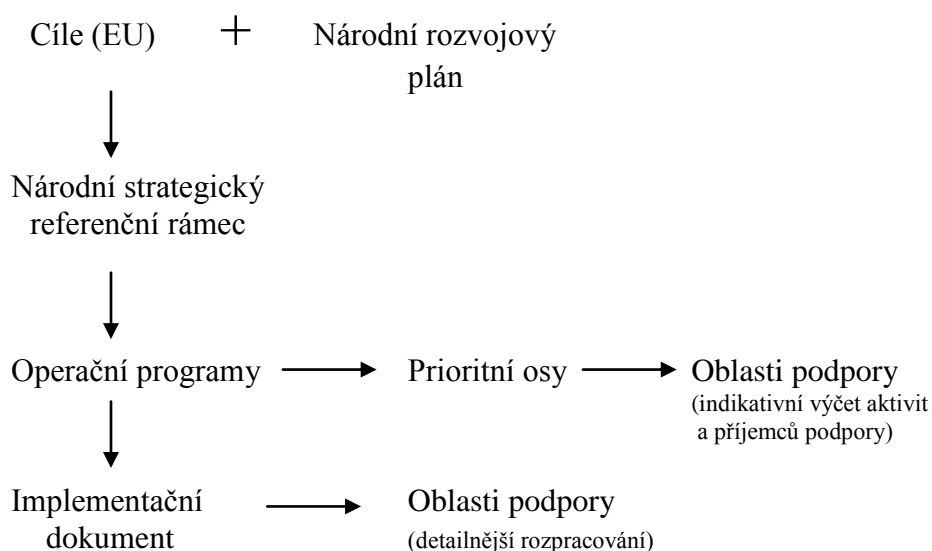 Cíle (EU) + Národní rozvojový
plán
Národní strategický
referenční rámec
Operační programy Prioritní osy Oblasti podpory
(indikativní výčet aktivit
a příjemců podpory)
Implementační Oblasti podpory
dokument (detailnější rozpracování)